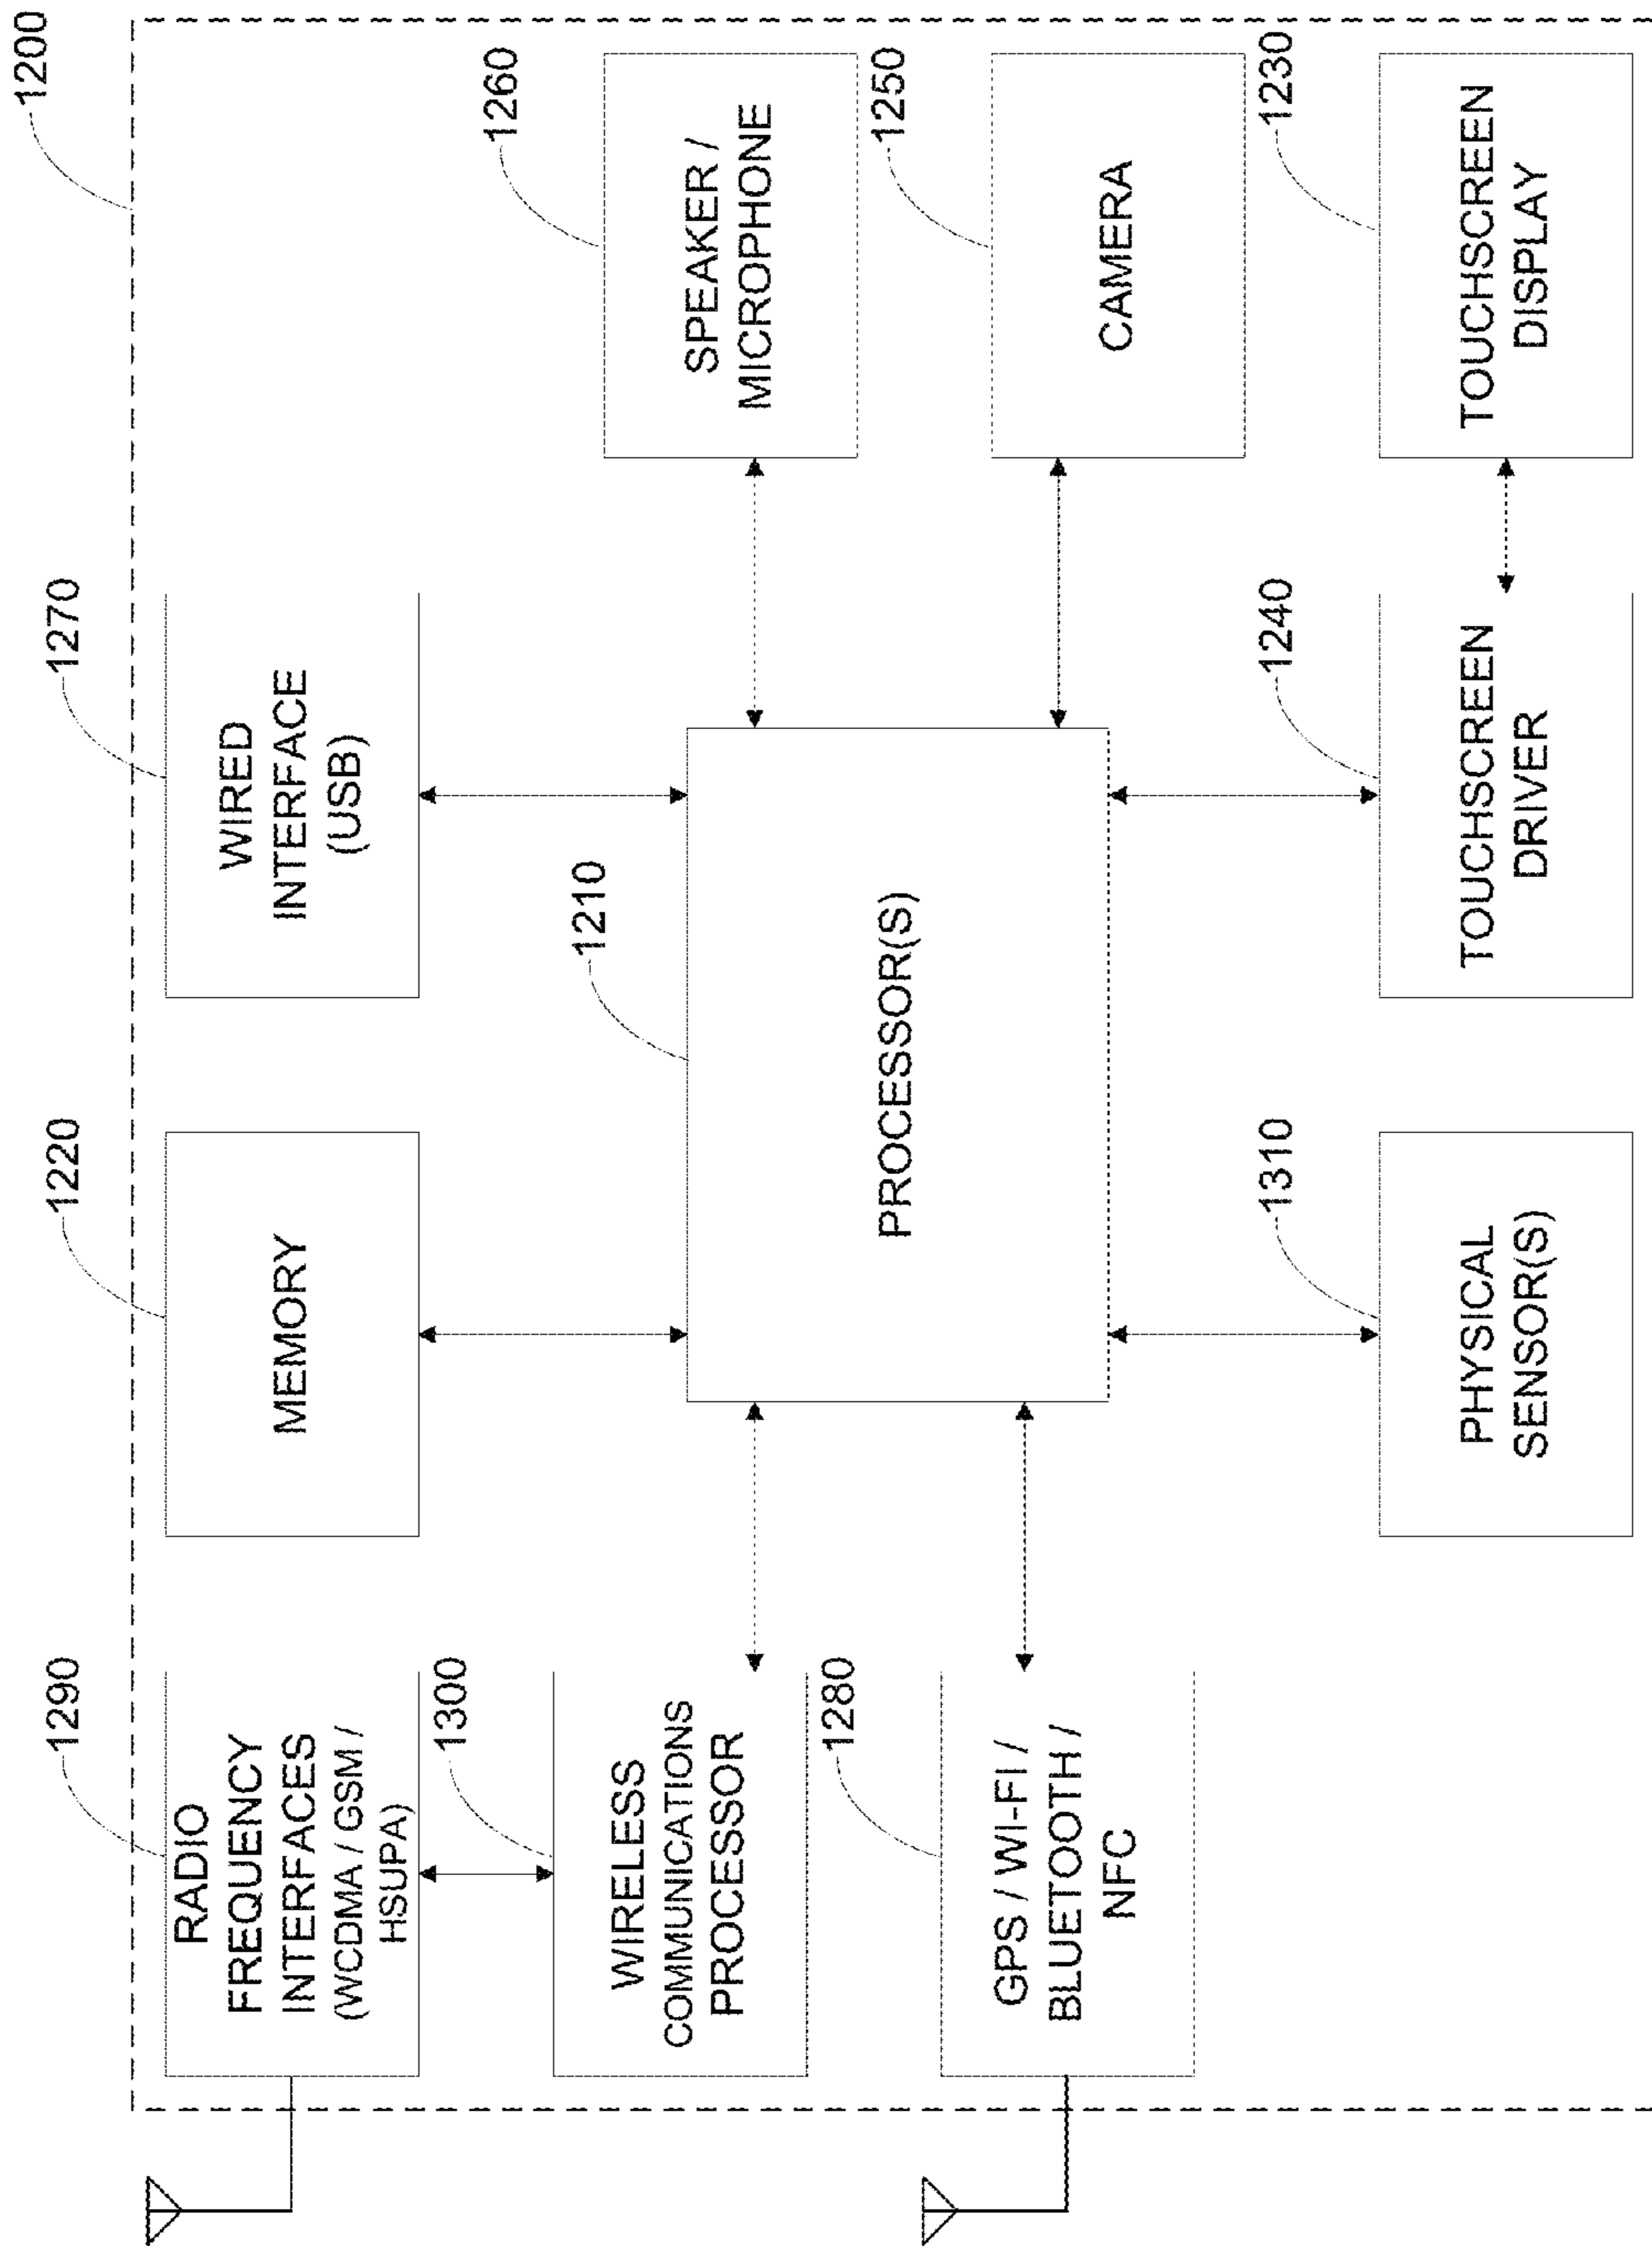 1200
1290
RADIO
FREQUENCY
INTERFACES
(WCDMA / GSM /
HSUPA)
1220
MEMORY
1270
WIRED
INTERFACE
(USB)
1300
WIRELESS
COMMUNICATIONS
PROCESSOR
1210
PROCESSOR(S)
1260
SPEAKER /
MICROPHONE
1280
GPS / WI-FI /
BLUETOOTH /
NFC
1250
CAMERA
1310
PHYSICAL
SENSOR(S)
1240
TOUCHSCREEN
DRIVER
1230
TOUCHSCREEN
DISPLAY